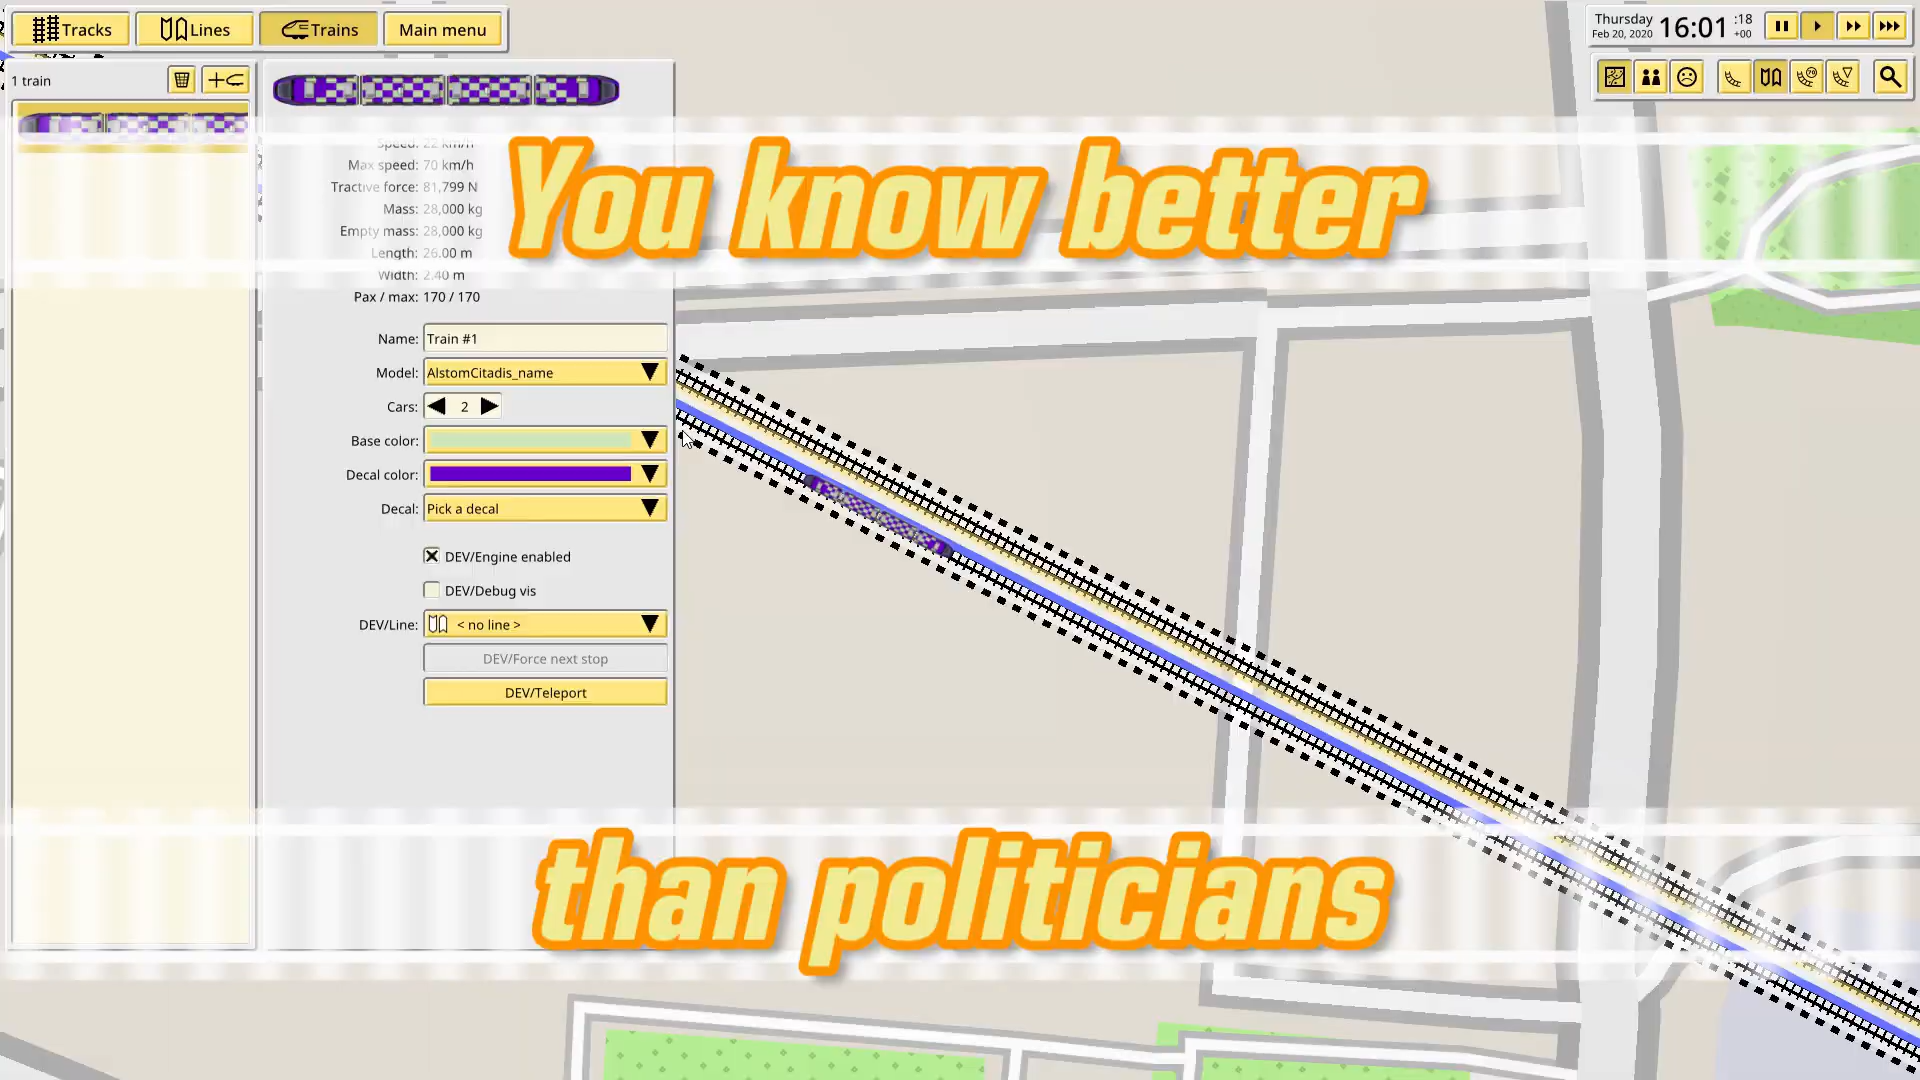 Tracks
Lines
Trains
Main menu
Thursday
Feb 20, 2020
16:01
:18
+00
1 train
Speed: 22 km/h
Max speed: 70 km/h
Tractive force: 81,799 N
Mass: 28,000 kg
Empty mass: 28,000 kg
Length: 26.00 m
Width: 2.40 m
Pax / max: 170 / 170
You know better
Name: Train #1
Model: AlstomCitadis_name
Cars: 2
Base color:
Decal color:
Decal: Pick a decal
DEV/Engine enabled
DEV/Debug vis
DEV/Line: < no line >
DEV/Force next stop
DEV/Teleport
than politicians